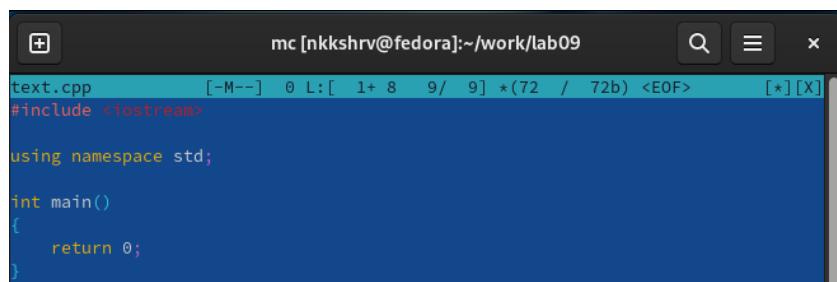 mc [nkkshrv@fedora]:~/work/lab09
text.cpp [-M--] 0 L:[ 1+ 8 9/ 9] *(72 / 72b) <EOF> [*][X]
#include <iostream>
using namespace std;
int main()
{
return 0;
}